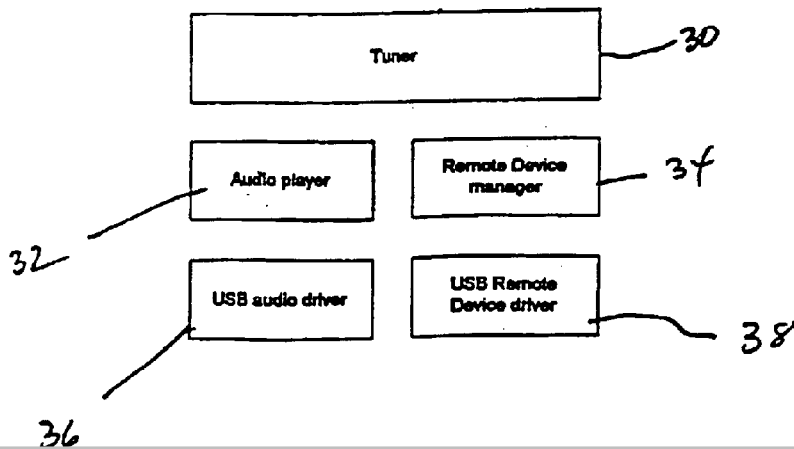 Tuner
30
Audio player
Remote Device
manager
34
32
USB audio driver
USB Remote
Device driver
38
36